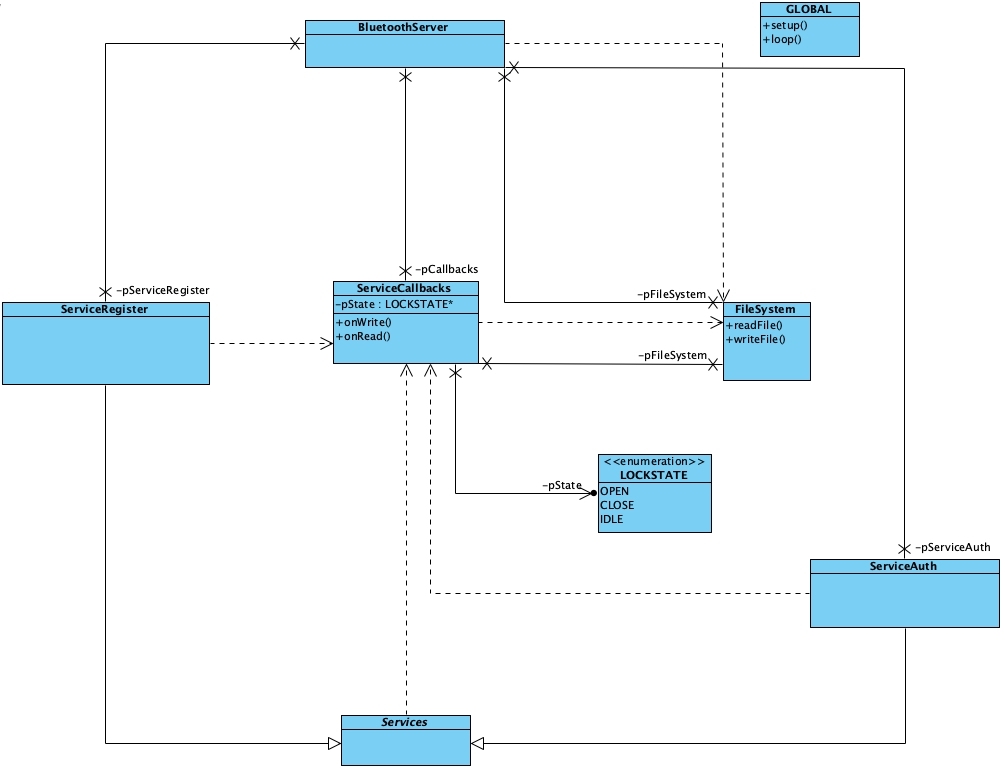 BluetoothServer
GLOBAL
+setup()
+loop()
-pServiceRegister
ServiceRegister
-pCallbacks
ServiceCallbacks
-pState : LOCKSTATE*
+onWrite()
+onRead()
-pFileSystem
FileSystem
+readFile()
+writeFile()
-pFileSystem
-pState
<<enumeration>>
LOCKSTATE
OPEN
CLOSE
IDLE
-pServiceAuth
ServiceAuth
Services